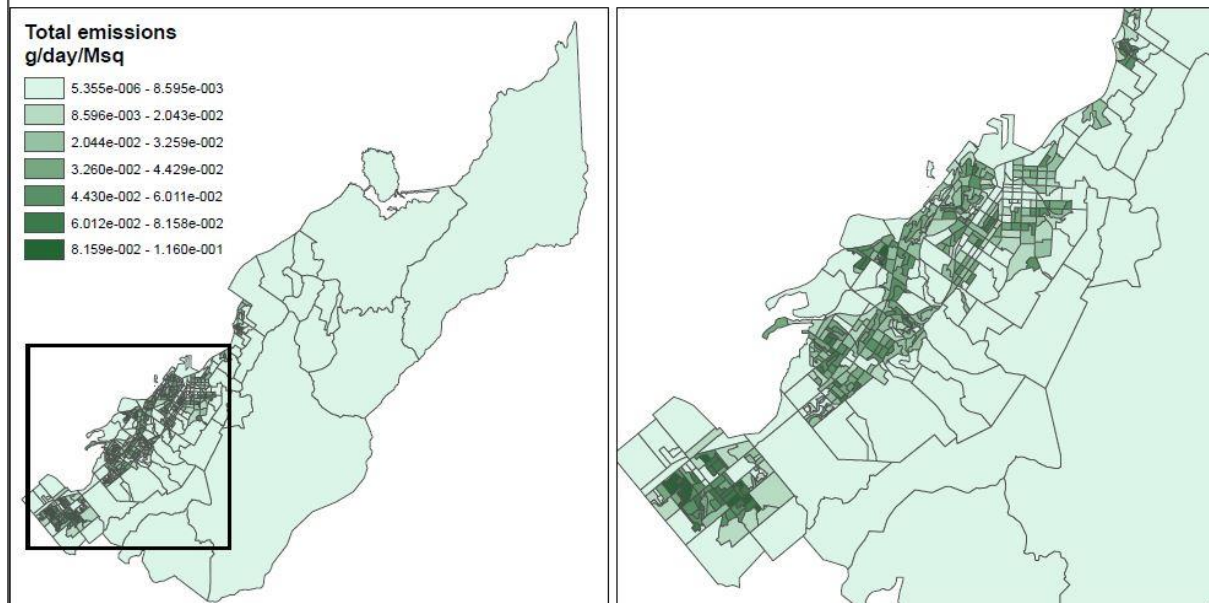 Total emissions
g/day/Msq
5.355e-006 - 8.595e-003
8.596e-003 - 2.043e-002
2.044e-002 - 3.259e-002
3.260e-002 - 4.429e-002
4.430e-002 - 6.011e-002
6.012e-002 - 8.158e-002
8.159e-002 - 1.160e-001